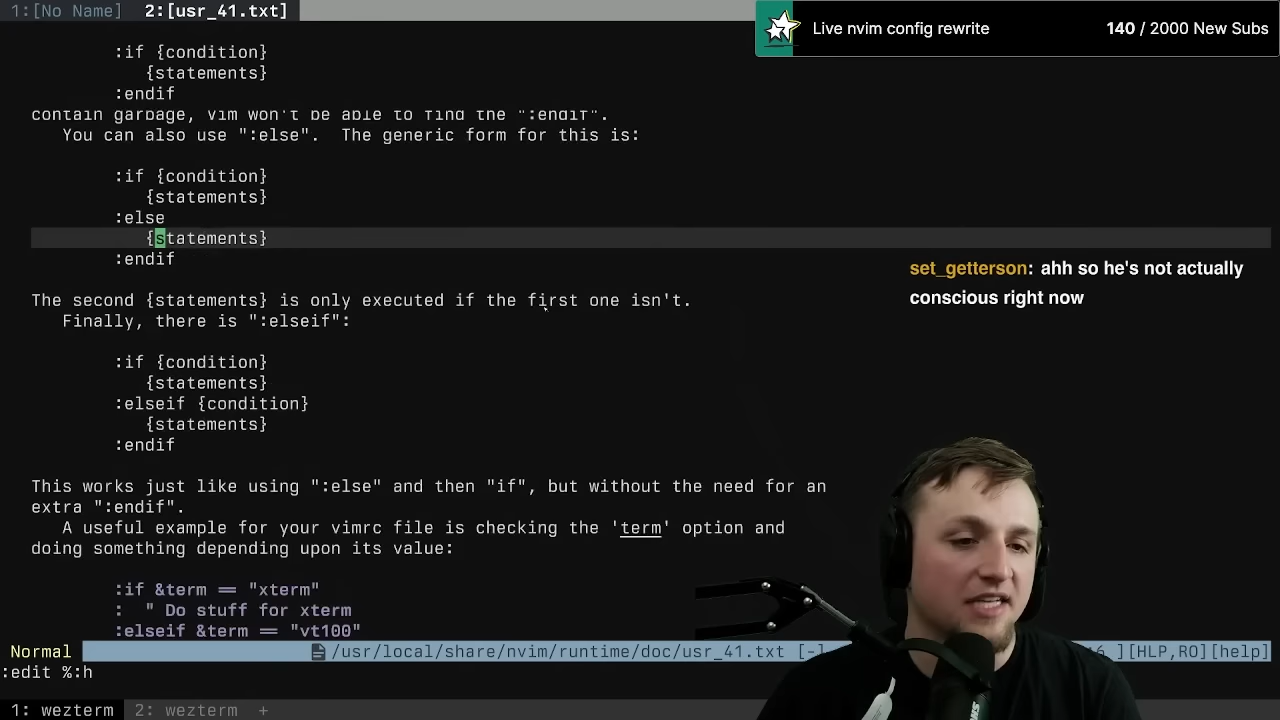 1:[No Name]  2:[usr_41.txt]
Live nvim config rewrite 140 / 2000 New Subs
:if {condition}
{statements}
:endif
contain garbage, Vim won't be able to find the ":endif".
You can also use ":else".  The generic form for this is:
:if {condition}
{statements}
:else
{statements}
:endif
set_getterson: ahh so he's not actually
conscious right now
The second {statements} is only executed if the first one isn't.
Finally, there is ":elseif":
:if {condition}
{statements}
:elseif {condition}
{statements}
:endif
This works just like using ":else" and then "if", but without the need for an
extra ":endif".
A useful example for your vimrc file is checking the 'term' option and
doing something depending upon its value:
:if &term == "xterm"
:  " Do stuff for xterm
:elseif &term == "vt100"
Normal /usr/local/share/nvim/runtime/doc/usr_41.txt [-] ][HLP,RO][help]
:edit %:h
1: wezterm  2: wezterm  +